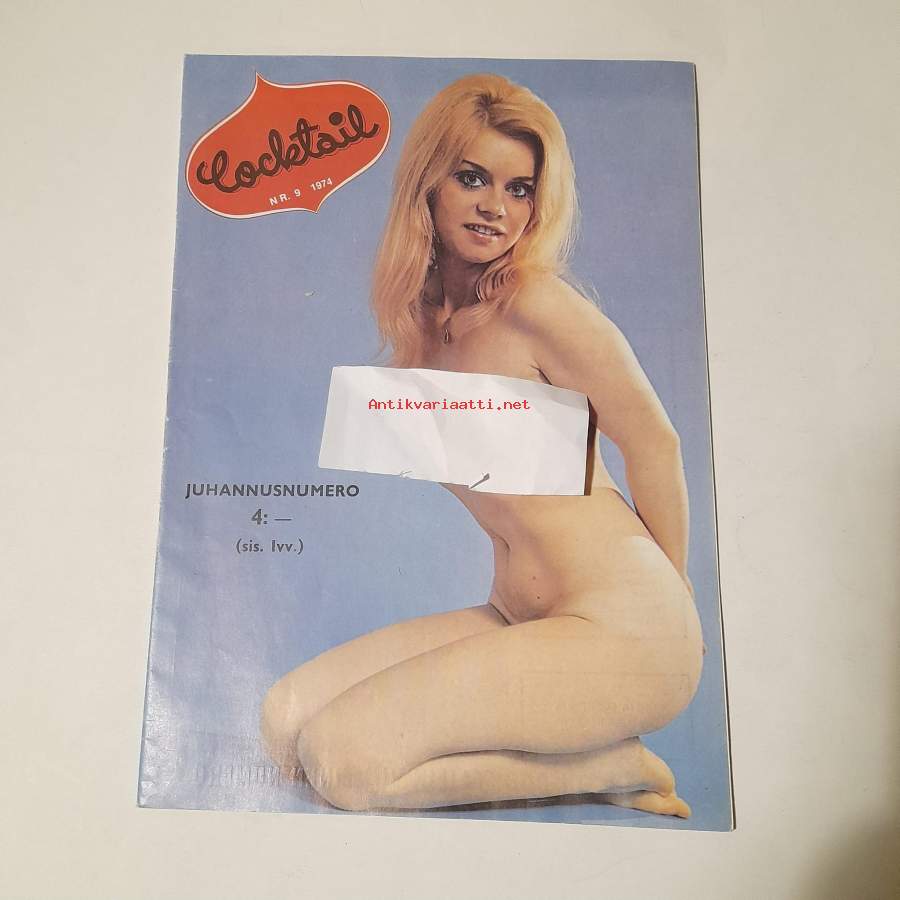 Cocktail
NR. 9 1974
Antikvariaatti.net
JUHANNUSNUMERO
4: —
(sis. lvv.)